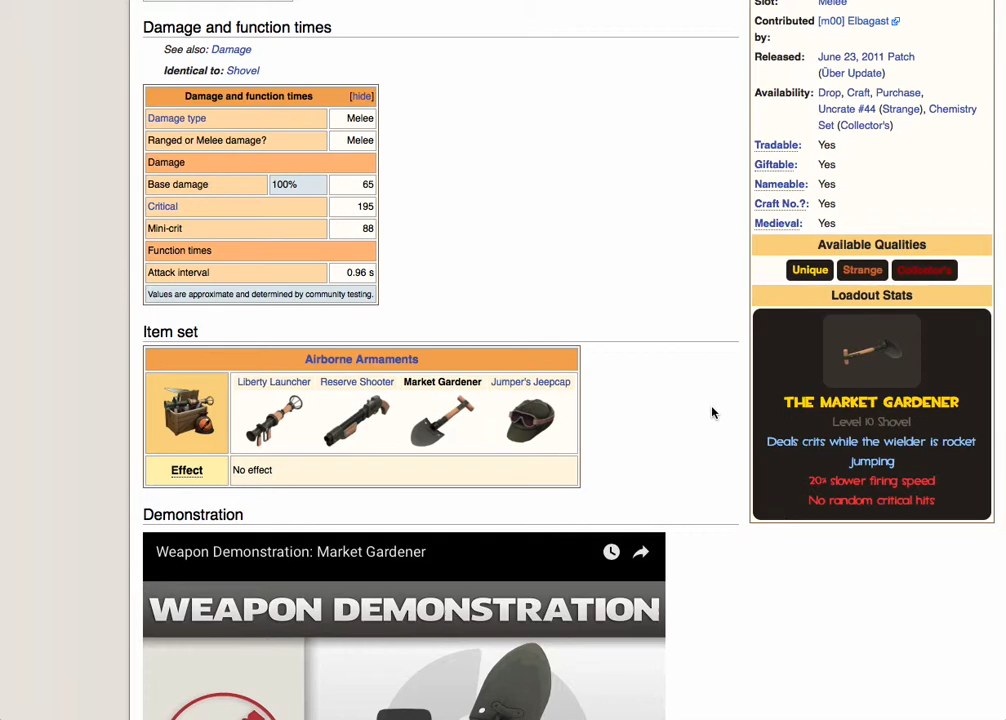 Damage and function times
See also: Damage
Identical to: Shovel
Damage and function times [hide]
Damage type Melee
Ranged or Melee damage? Melee
Damage
Base damage 100% 65
Critical 195
Mini-crit 88
Function times
Attack interval 0.96 s
Values are approximate and determined by community testing.
Item set
Airborne Armaments
Liberty Launcher Reserve Shooter Market Gardener Jumper's Jeepcap
Effect No effect
Demonstration
Weapon Demonstration: Market Gardener
WEAPON DEMONSTRATION
Slot: Melee
Contributed by: [m00] Elbagast
Released: June 23, 2011 Patch
(Über Update)
Availability: Drop, Craft, Purchase,
Uncrate #44 (Strange), Chemistry
Set (Collector's)
Tradable: Yes
Giftable: Yes
Nameable: Yes
Craft No.?: Yes
Medieval: Yes
Available Qualities
Unique Strange Collector's
Loadout Stats
THE MARKET GARDENER
Level 10 Shovel
Deals crits while the wielder is rocket
jumping
20% slower firing speed
No random critical hits